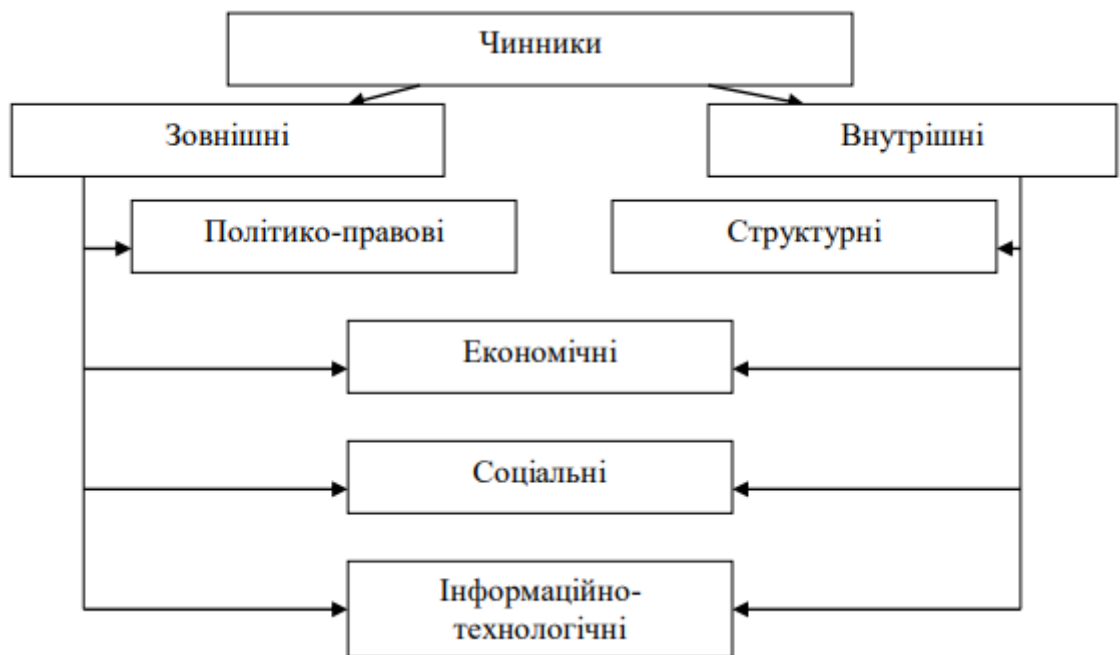 Чинники
Зовнішні
Внутрішні
Політико-правові
Структурні
Економічні
Соціальні
Інформаційно-
технологічні